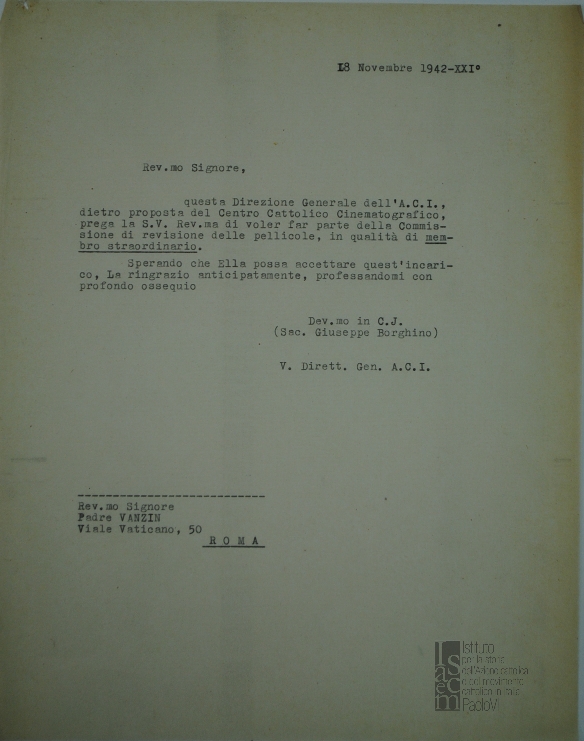 18 Novembre 1942-XXI°
Rev.mo Signore,
questa Direzione Generale dell'A.C.I.,
dietro proposta del Centro Cattolico Cinematografico,
prega la S.V. Rev.ma di voler far parte della Commis-
sione di revisione delle pellicole, in qualità di mem-
bro straordinario.
Sperando che Ella possa accettare quest'incari-
co, La ringrazio anticipatamente, professandomi con
profondo ossequio
Dev.mo in C.J.
(Sac. Giuseppe Borghino)
V. Dirett. Gen. A.C.I.
Rev.mo Signore
Padre VANZIN
Viale Vaticano, 50
R O M A
Isacem
Istituto
per la storia
dell'Azione cattolica
e del movimento
cattolico in Italia
Paolo VI